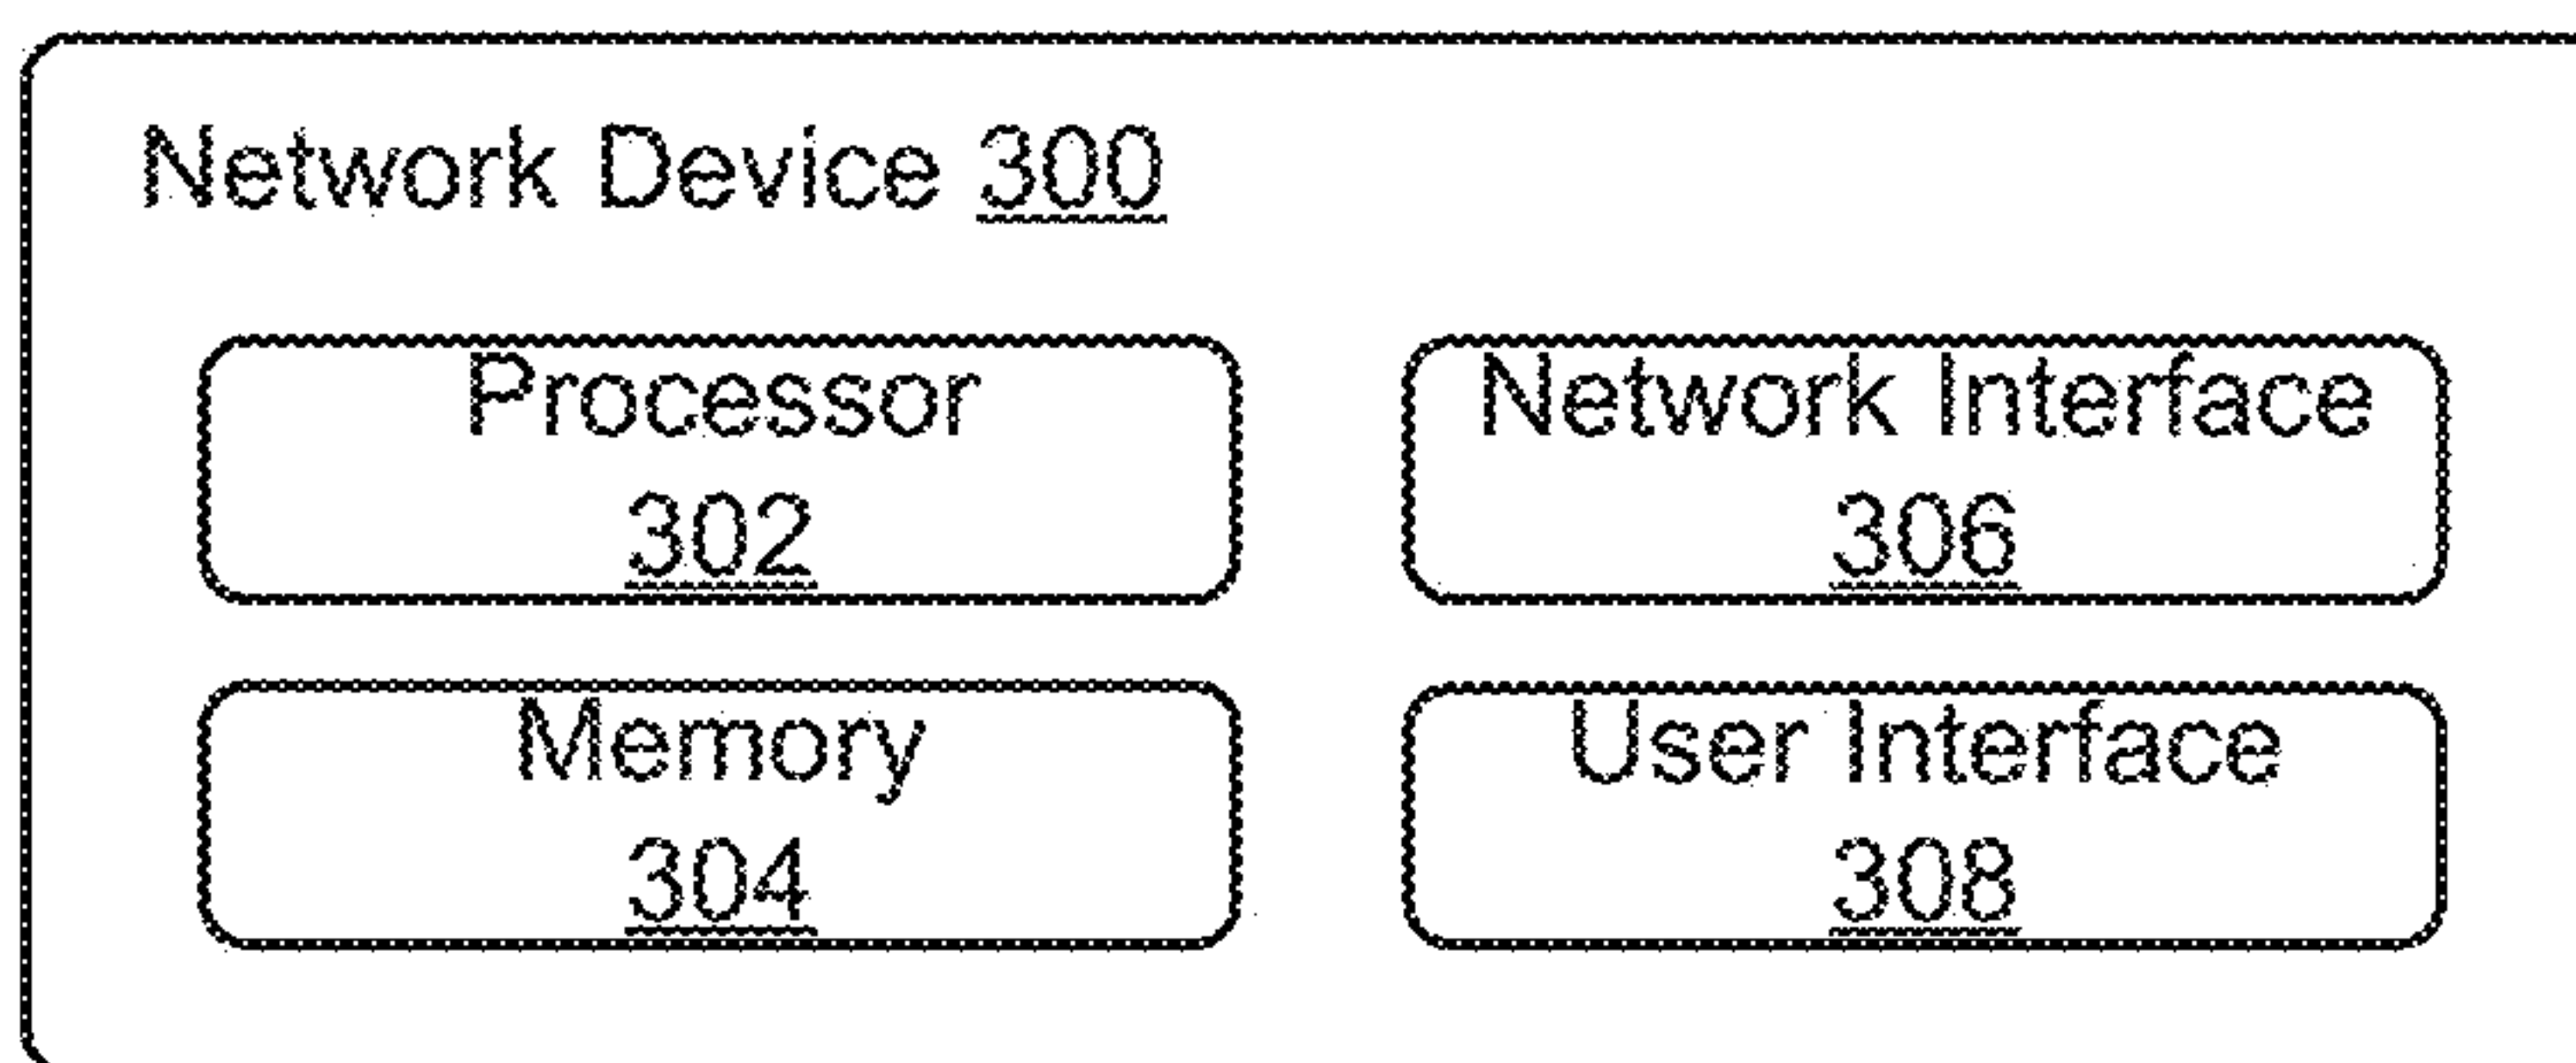 Network Device 300
Processor
302
Network Interface
306
Memory
304
User Interface
308